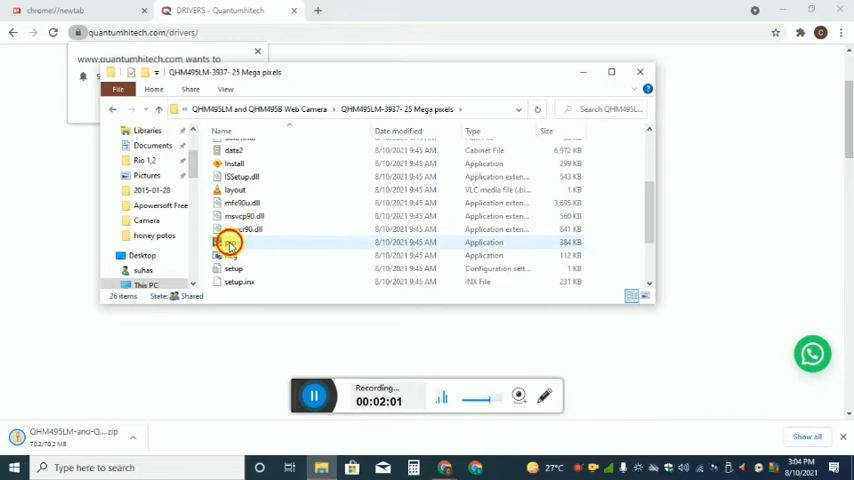 chrome://newtab
DRIVERS - Quantumhitech
quantumhitech.com/drivers/
www.quantumhitech.com wants to
QHM495LM-3937- 25 Mega pixels
File Home Share View
QHM495LM and QHM495B Web Camera
QHM495LM-3937- 25 Mega pixels
Search QHM495L...
Name Date modified Type Size
Libraries
Documents
Rio 1,2
Pictures
2015-01-28
Apowersoft Free
Camera
honey potos
Desktop
suhas
This PC
data2 8/10/2021 9:45 AM Cabinet File 6,972 KB
Install 8/10/2021 9:45 AM Application 299 KB
ISSetup.dll 8/10/2021 9:45 AM Application exten... 543 KB
layout 8/10/2021 9:45 AM VLC media file (.bi... 1 KB
mfc90u.dll 8/10/2021 9:45 AM Application exten... 3,695 KB
msvcp90.dll 8/10/2021 9:45 AM Application exten... 560 KB
8/10/2021 9:45 AM Application exten... 641 KB
8/10/2021 9:45 AM Application 384 KB
8/10/2021 9:45 AM Application 112 KB
setup 8/10/2021 9:45 AM Configuration sett... 1 KB
setup.inx 8/10/2021 9:45 AM INX File 231 KB
26 items State: Shared
Recording...
00:02:01
QHM495LM-and-Q....zip
70.2/70.2 MB
Show all
Type here to search
27°C
3:04 PM
8/10/2021